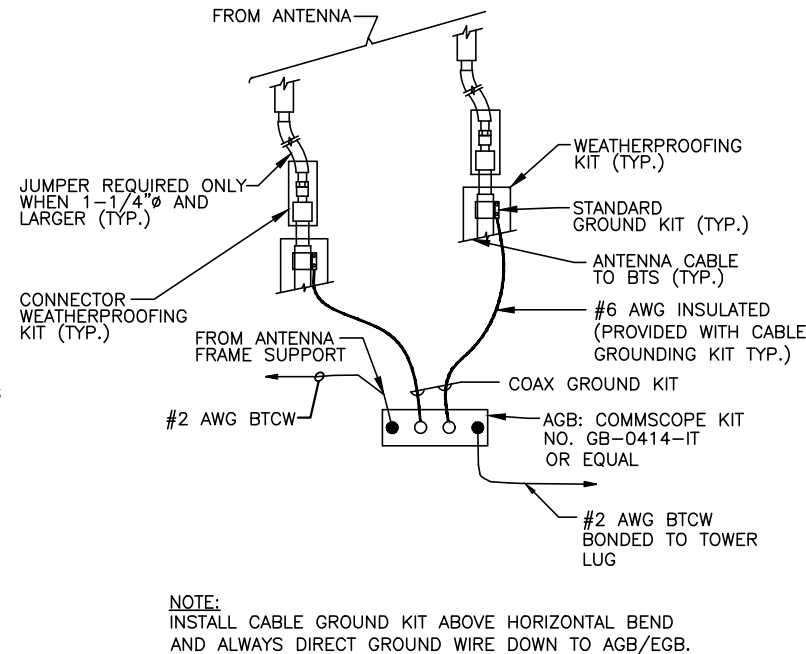 FROM ANTENNA
JUMPER REQUIRED ONLY
WHEN 1-1/4"ø AND
LARGER (TYP.)
CONNECTOR
WEATHERPROOFING
KIT (TYP.)
WEATHERPROOFING
KIT (TYP.)
STANDARD
GROUND KIT (TYP.)
ANTENNA CABLE
TO BTS (TYP.)
#6 AWG INSULATED
(PROVIDED WITH CABLE
GROUNDING KIT TYP.)
FROM ANTENNA
FRAME SUPPORT
COAX GROUND KIT
#2 AWG BTCW
AGB: COMMSCOPE KIT
NO. GB-0414-IT
OR EQUAL
#2 AWG BTCW
BONDED TO TOWER
LUG
NOTE:
INSTALL CABLE GROUND KIT ABOVE HORIZONTAL BEND
AND ALWAYS DIRECT GROUND WIRE DOWN TO AGB/EGB.